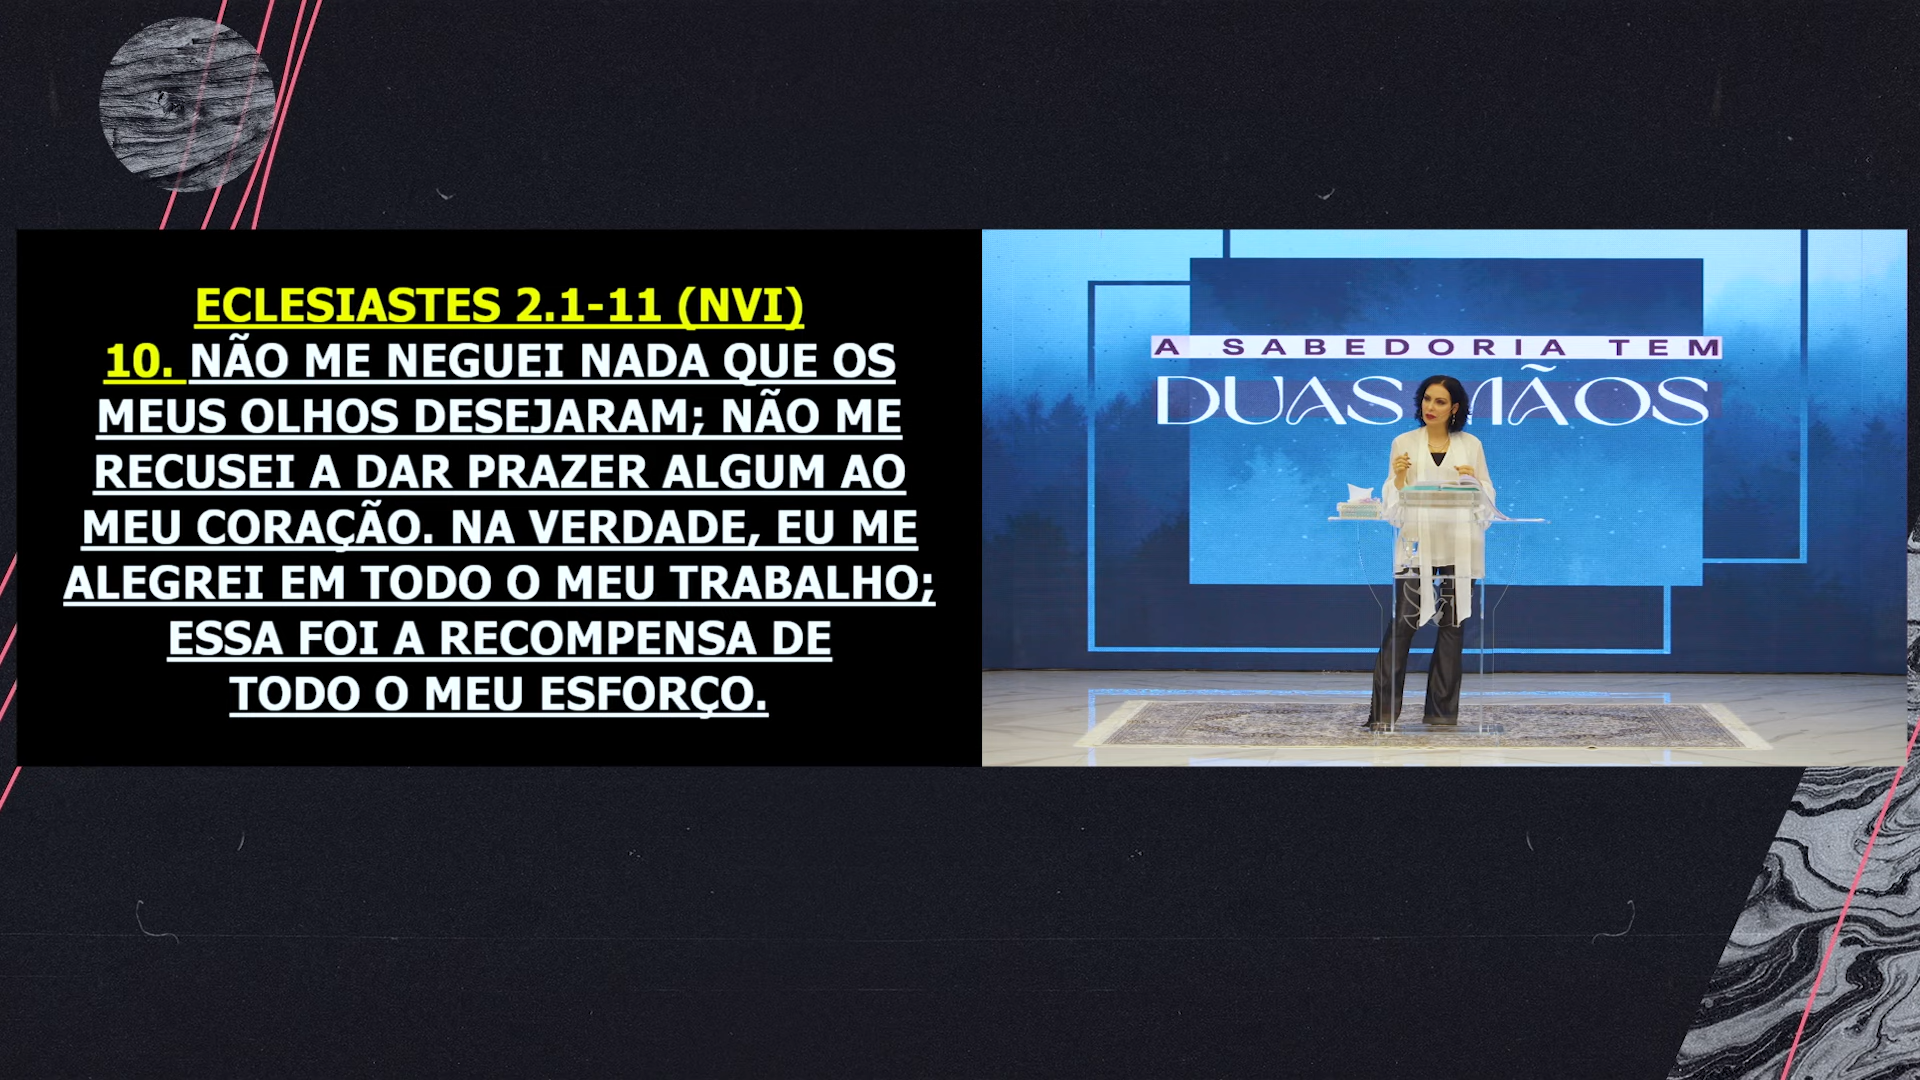 ECLESIASTES 2.1-11 (NVI)
10. NÃO ME NEGUEI NADA QUE OS
MEUS OLHOS DESEJARAM; NÃO ME
RECUSEI A DAR PRAZER ALGUM AO
MEU CORAÇÃO. NA VERDADE, EU ME
ALEGREI EM TODO O MEU TRABALHO;
ESSA FOI A RECOMPENSA DE
TODO O MEU ESFORÇO.
A SABEDORIA TEM
DUAS MÃOS